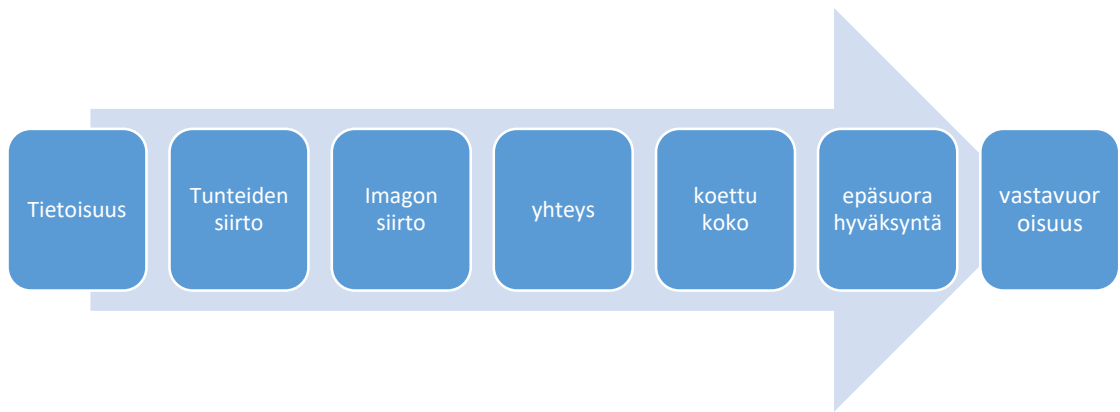 Tietoisuus
Tunteiden
siirto
Imagon
siirto
yhteys
koettu
koko
epäsuora
hyväksyntä
vastavuor
oisuus